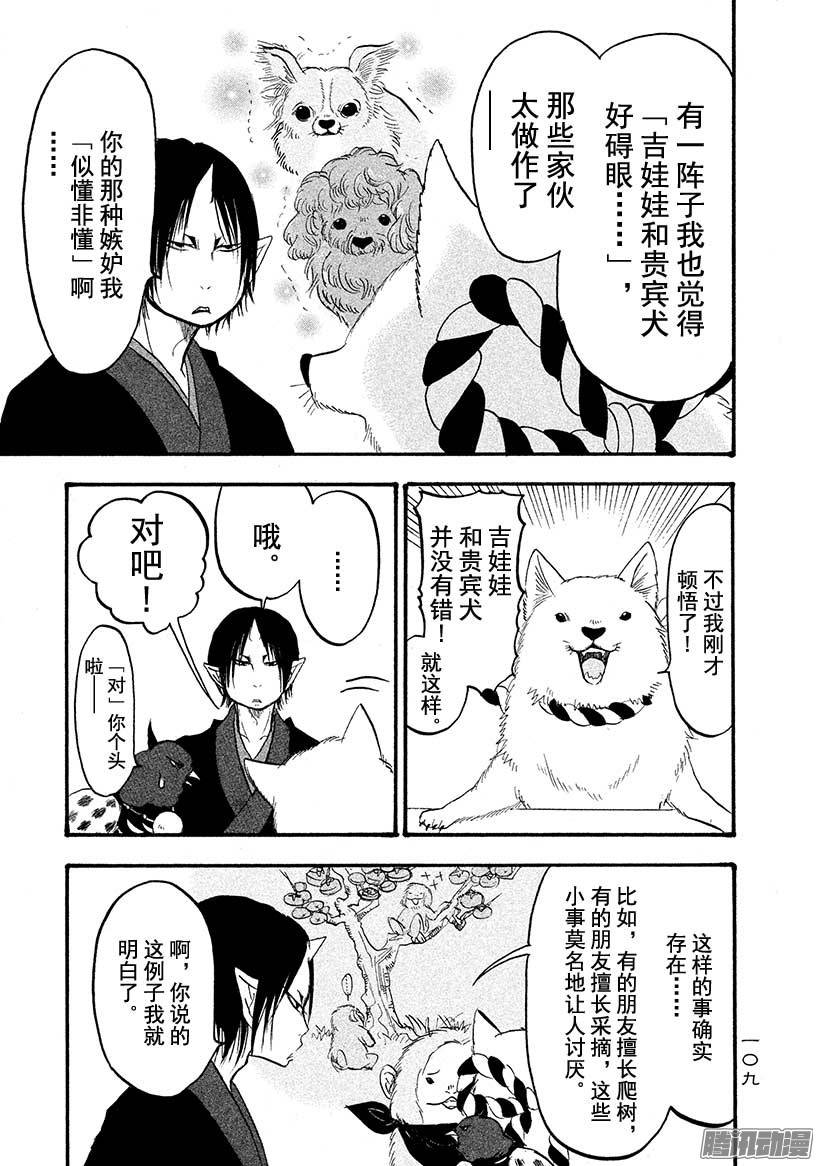 有一阵子我也觉得
「吉娃娃和贵宾犬
好碍眼……」，
那些家伙
太做作了
——
你的那种嫉妒我
「似懂非懂」啊
……
不过我刚才
顿悟了！
吉娃娃
和贵宾犬
并没有错！
就这样。
……
哦。
对吧！
「对」你个头
啦——
这样的事确实
存在……
比如，有的朋友擅长爬树，
有的朋友擅长采摘，这些
小事莫名地让人讨厌。
啊，你说的
这例子我就
明白了。
一〇九
腾讯动漫